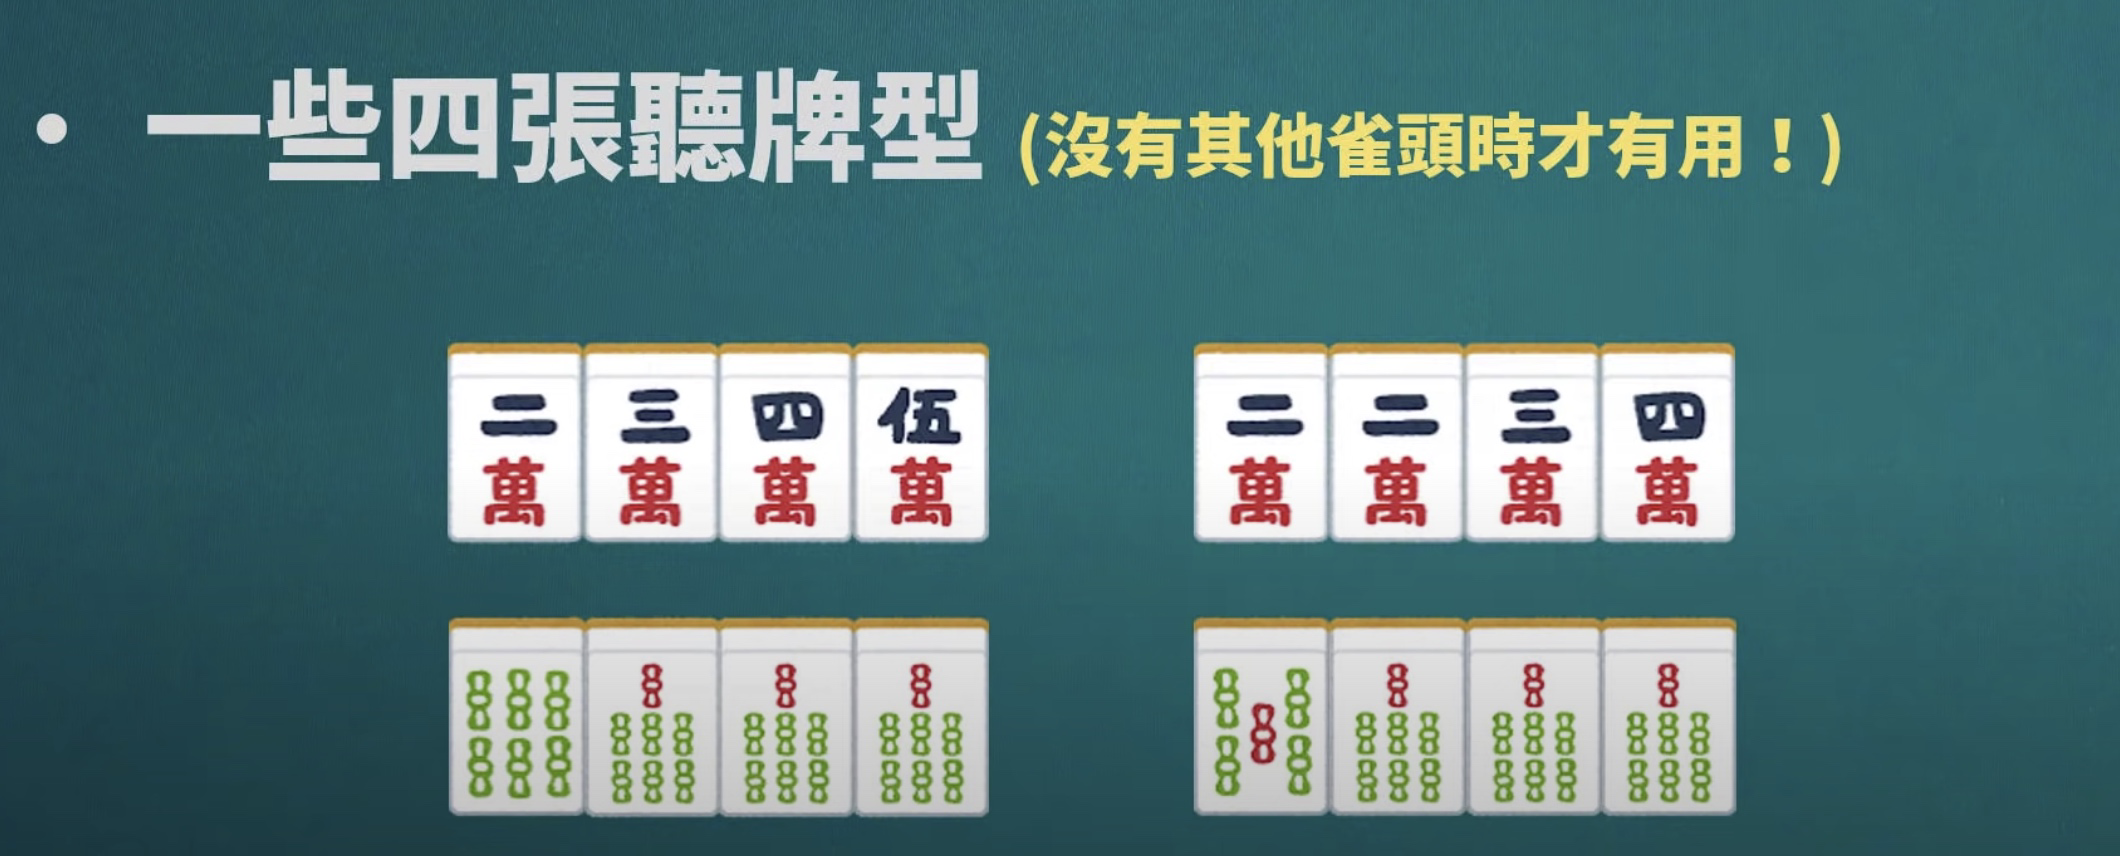 • 一些四張聽牌型 (沒有其他雀頭時才有用！)
二萬 三萬 四萬 伍萬 二萬 二萬 三萬 四萬